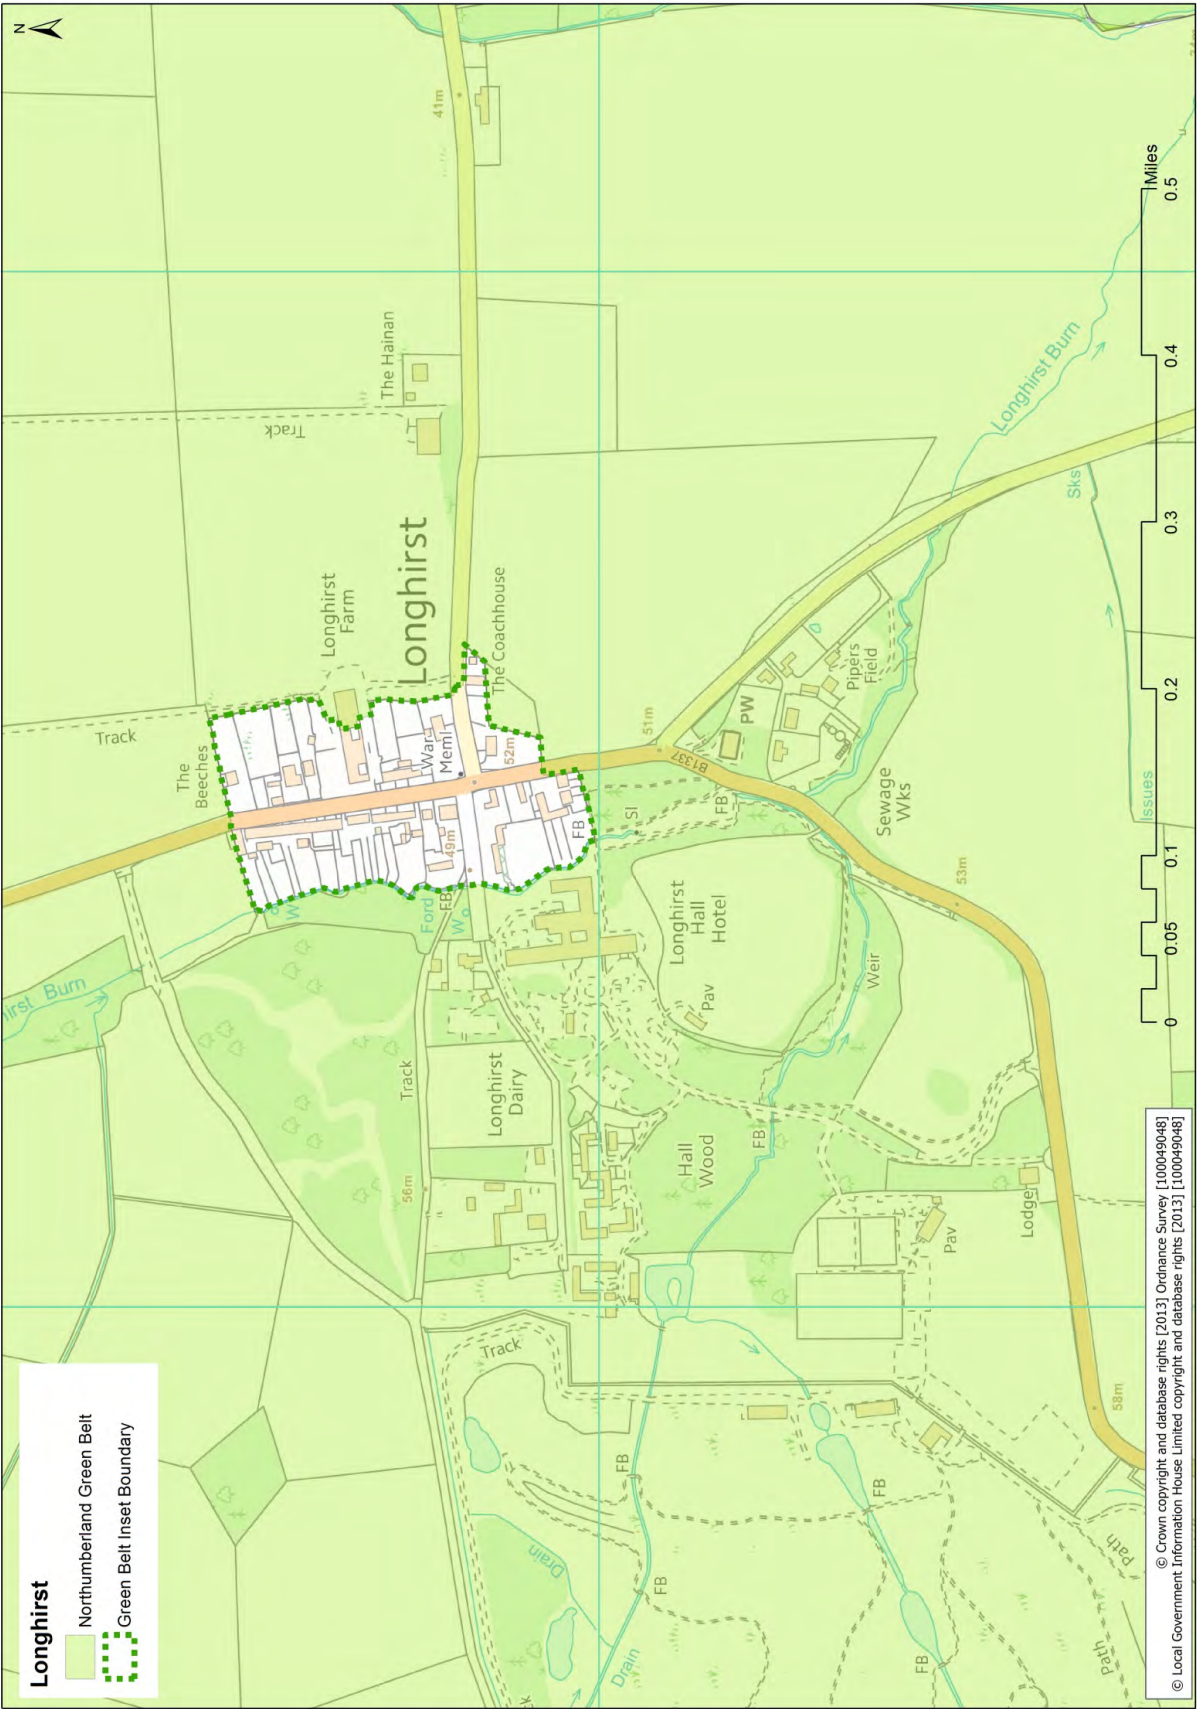 Longhirst
Northumberland Green Belt
Green Belt Inset Boundary
N
41m
The Hainan
Track
Longhirst
Farm
Longhirst
The Coachhouse
Track
The
Beeches
War
Meml
52m
49m
FB
51m
B1337
PW
Pipers
Field
Longhirst Burn
Sks
Issues
Sewage
Wks
FB
Sl
53m
W
Ford
FB
W
Longhirst
Hall
Hotel
Pav
Weir
hirst Burn
Track
56m
Longhirst
Dairy
Hall
Wood
FB
Pav
Lodge
58m
Track
FB
FB
FB
FB
Drain
Drain
Path
Path
Miles
0 0.05 0.1 0.2 0.3 0.4 0.5
© Crown copyright and database rights [2013] Ordnance Survey [100049048]
© Local Government Information House Limited copyright and database rights [2013] [100049048]